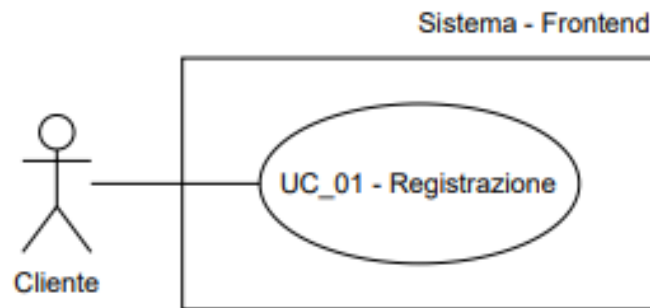 Sistema - Frontend
UC_01 - Registrazione
Cliente